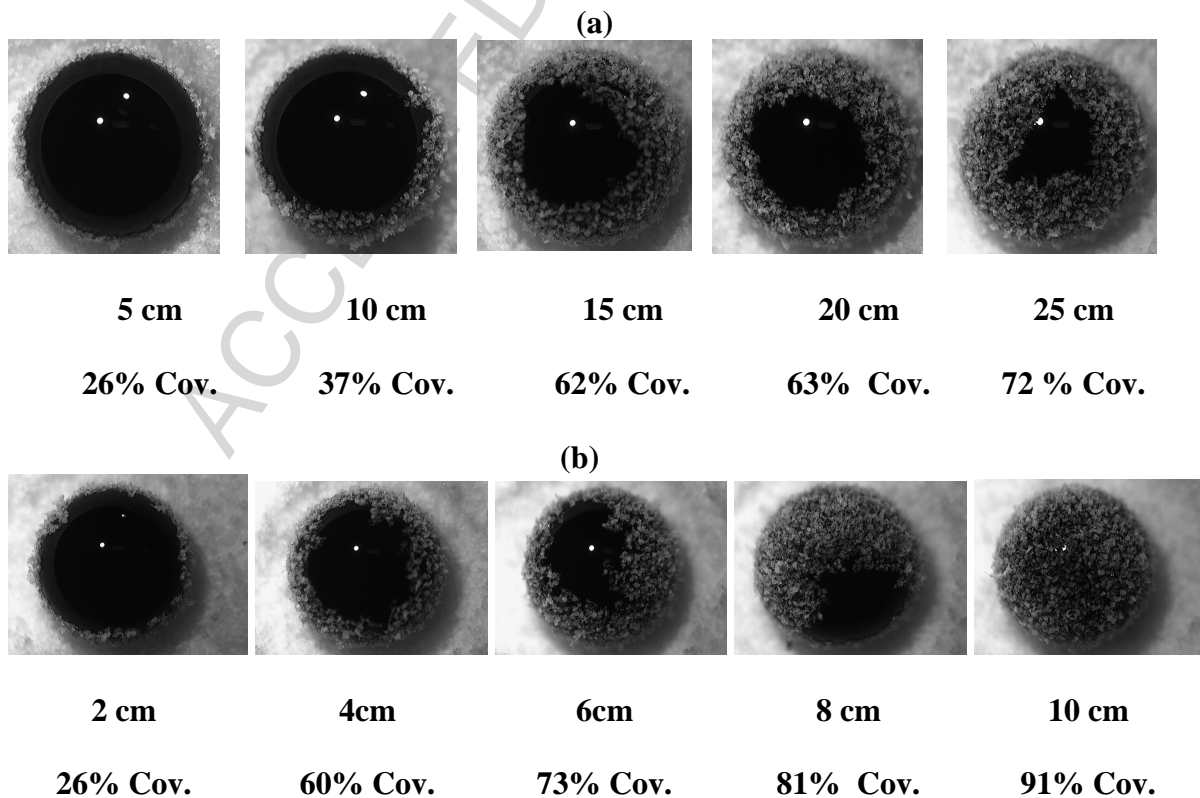 (a)
5 cm 10 cm 15 cm 20 cm 25 cm
26% Cov. 37% Cov. 62% Cov. 63% Cov. 72 % Cov.
(b)
2 cm 4cm 6cm 8 cm 10 cm
26% Cov. 60% Cov. 73% Cov. 81% Cov. 91% Cov.